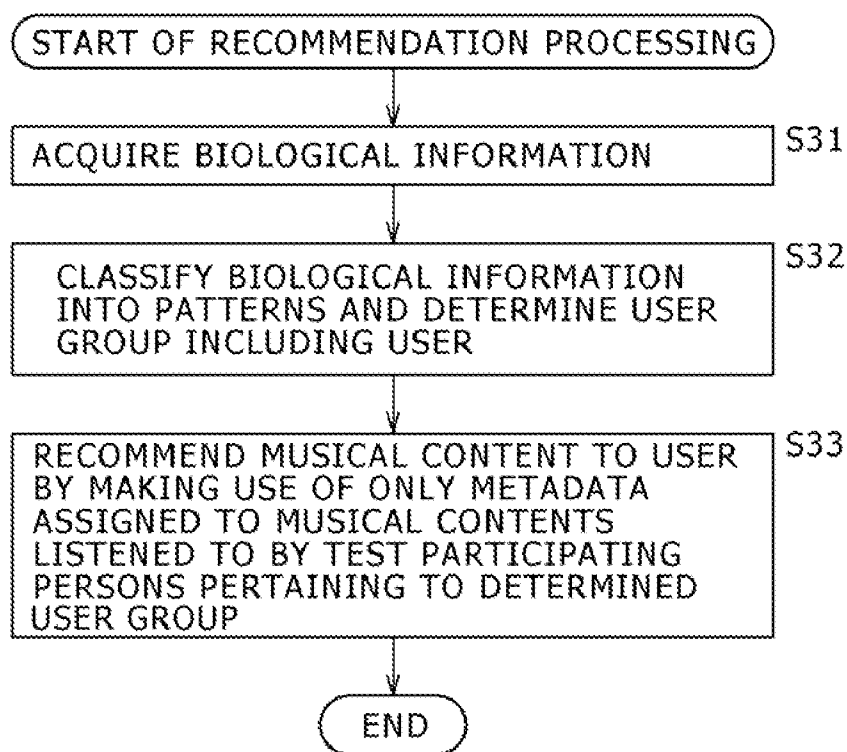 START OF RECOMMENDATION PROCESSING
ACQUIRE BIOLOGICAL INFORMATION
S31
CLASSIFY BIOLOGICAL INFORMATION
INTO PATTERNS AND DETERMINE USER
GROUP INCLUDING USER
S32
RECOMMEND MUSICAL CONTENT TO USER
BY MAKING USE OF ONLY METADATA
ASSIGNED TO MUSICAL CONTENTS
LISTENED TO BY TEST PARTICIPATING
PERSONS PERTAINING TO DETERMINED
USER GROUP
S33
END